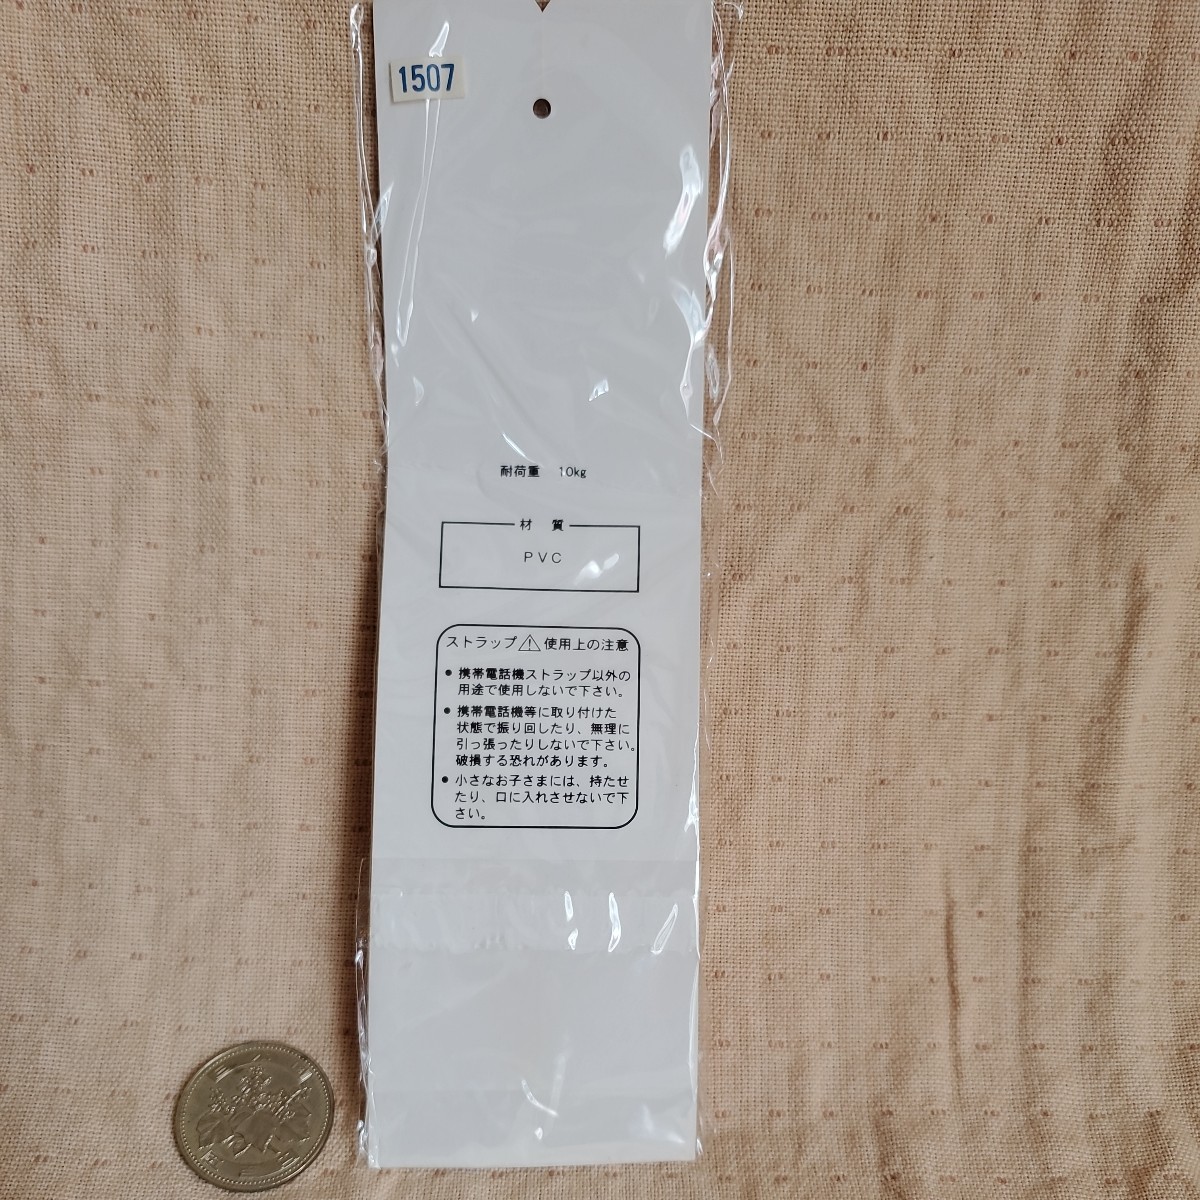 1507
耐荷重 10kg
材 質
PVC
ストラップ⚠使用上の注意
● 携帯電話機ストラップ以外の
用途で使用しないで下さい。
● 携帯電話機等に取り付けた
状態で振り回したり、無理に
引っ張ったりしないで下さい。
破損する恐れがあります。
● 小さなお子さまには、持たせ
たり、口に入れさせないで下
さい。